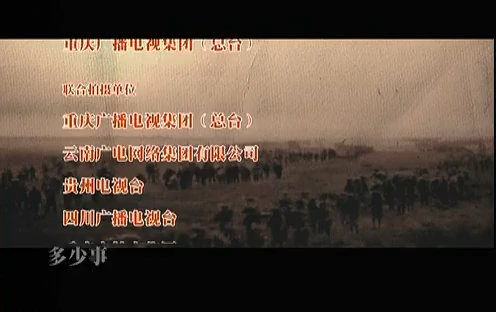 重庆广播电视集团（总台）
联合拍摄单位
重庆广播电视集团（总台）
云南广电网络集团有限公司
贵州电视台
四川广播电视台
多少事